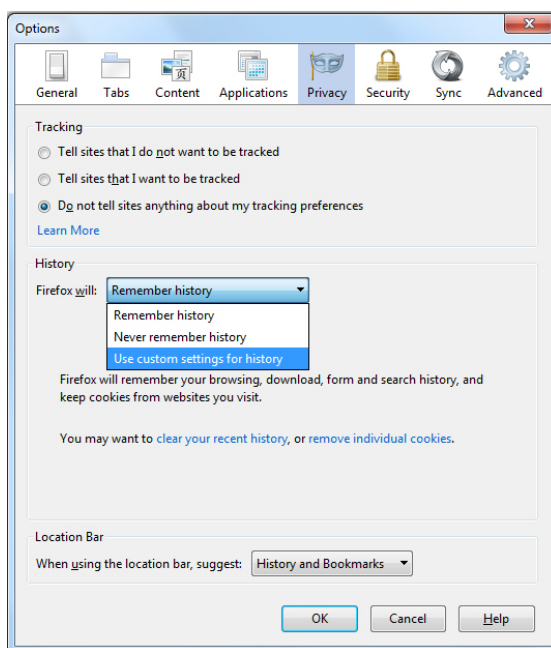 Options
General Tabs Content Applications Privacy Security Sync Advanced
页
Tracking
Tell sites that I do not want to be tracked
Tell sites that I want to be tracked
Do not tell sites anything about my tracking preferences
Learn More
History
Firefox will: Remember history
Remember history
Never remember history
Use custom settings for history
Firefox will remember your browsing, download, form and search history, and
keep cookies from websites you visit.
You may want to clear your recent history, or remove individual cookies.
Location Bar
When using the location bar, suggest: History and Bookmarks
OK Cancel Help